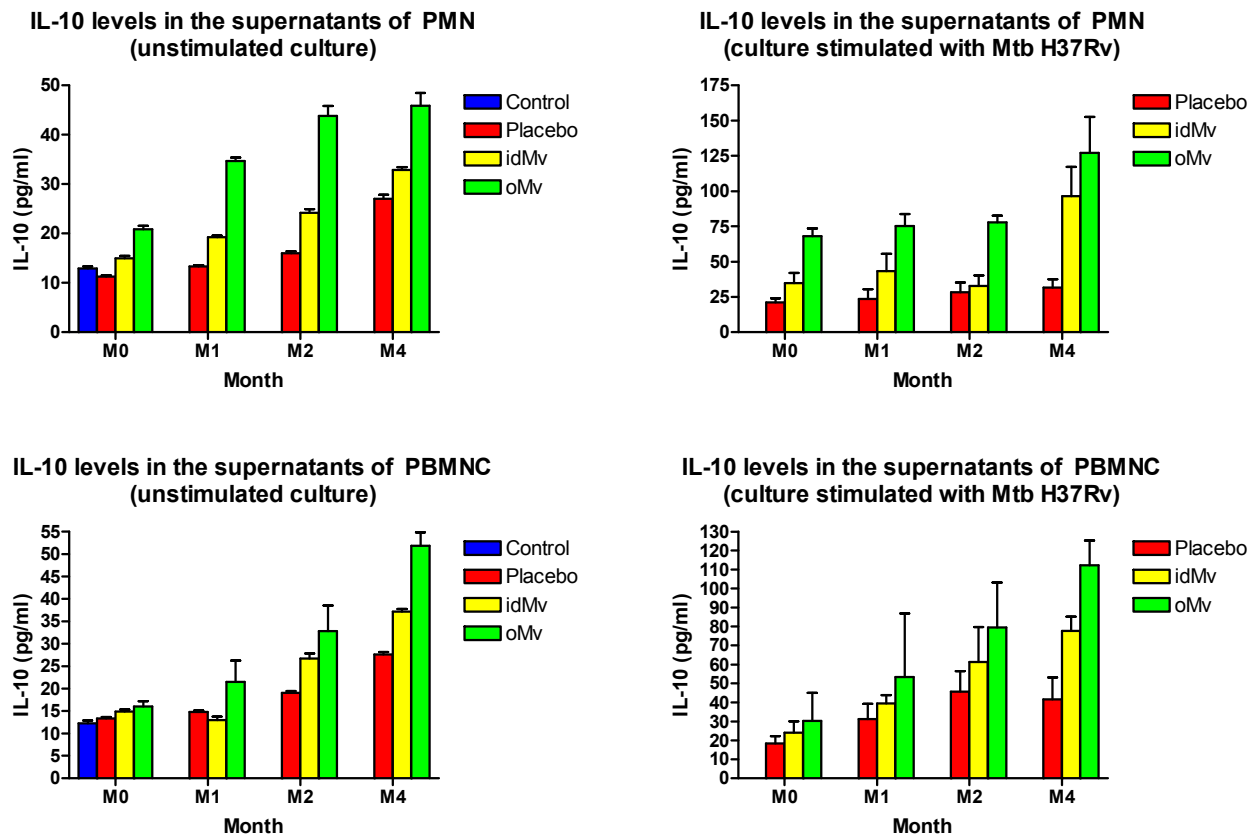 IL-10 levels in the supernatants of PMN
(unstimulated culture)
50
40
30
20
10
0
IL-10 (pg/ml)
M0 M1 M2 M4
Month
Control
Placebo
idMv
oMv
IL-10 levels in the supernatants of PMN
(culture stimulated with Mtb H37Rv)
175
150
125
100
75
50
25
0
IL-10 (pg/ml)
M0 M1 M2 M4
Month
Placebo
idMv
oMv
IL-10 levels in the supernatants of PBMNC
(unstimulated culture)
55
50
45
40
35
30
25
20
15
10
5
0
IL-10 (pg/ml)
M0 M1 M2 M4
Month
Control
Placebo
idMv
oMv
IL-10 levels in the supernatants of PBMNC
(culture stimulated with Mtb H37Rv)
130
120
110
100
90
80
70
60
50
40
30
20
10
0
IL-10 (pg/ml)
M0 M1 M2 M4
Month
Placebo
idMv
oMv